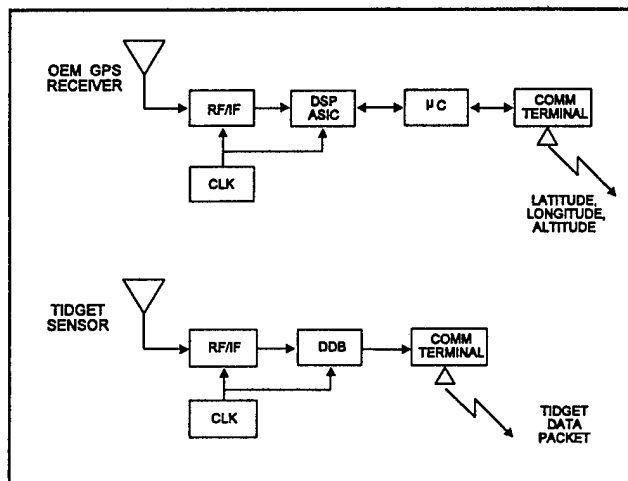 OEM GPS
RECEIVER
RF/IF
DSP
ASIC
µC
COMM
TERMINAL
CLK
LATITUDE,
LONGITUDE,
ALTITUDE
TIDGET
SENSOR
RF/IF
DDB
COMM
TERMINAL
CLK
TIDGET
DATA
PACKET